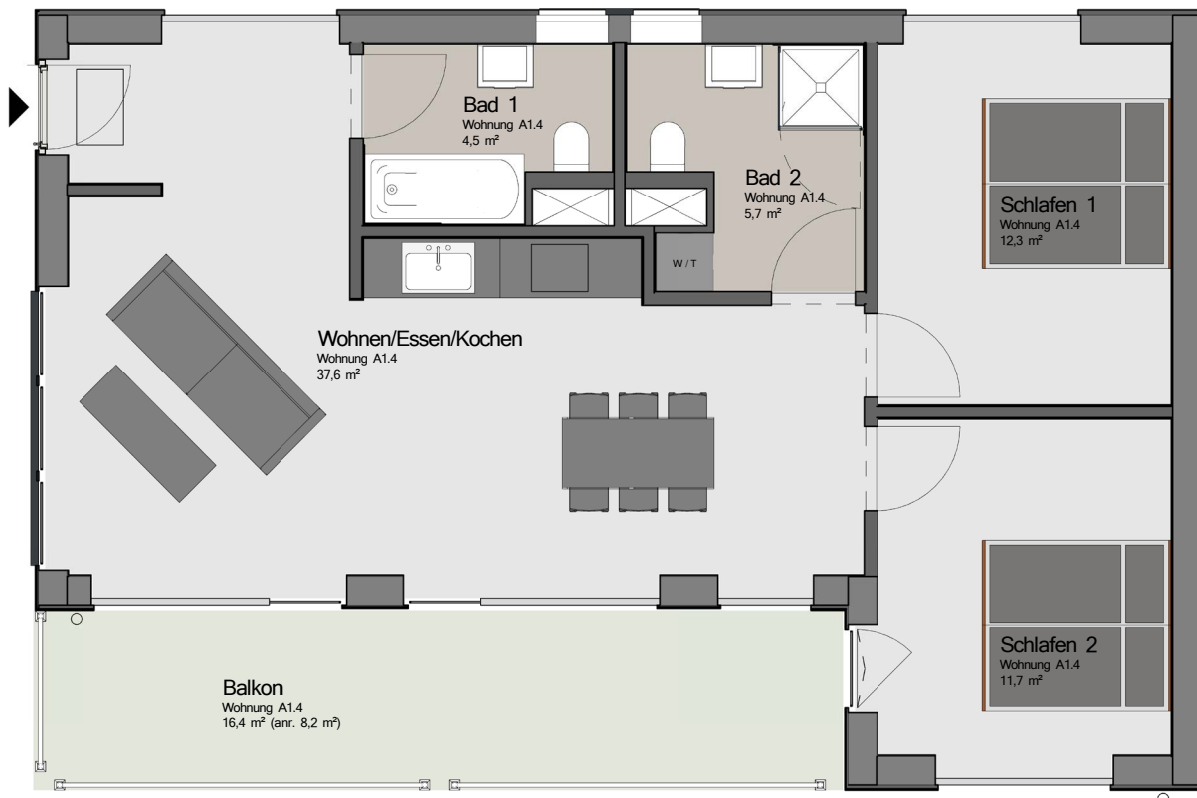 Bad 1
Wohnung A1.4
4,5 m²
Bad 2
Wohnung A1.4
5,7 m²
Schlafen 1
Wohnung A1.4
12,3 m²
W / T
Wohnen/Essen/Kochen
Wohnung A1.4
37,6 m²
Schlafen 2
Wohnung A1.4
11,7 m²
Balkon
Wohnung A1.4
16,4 m² (anr. 8,2 m²)